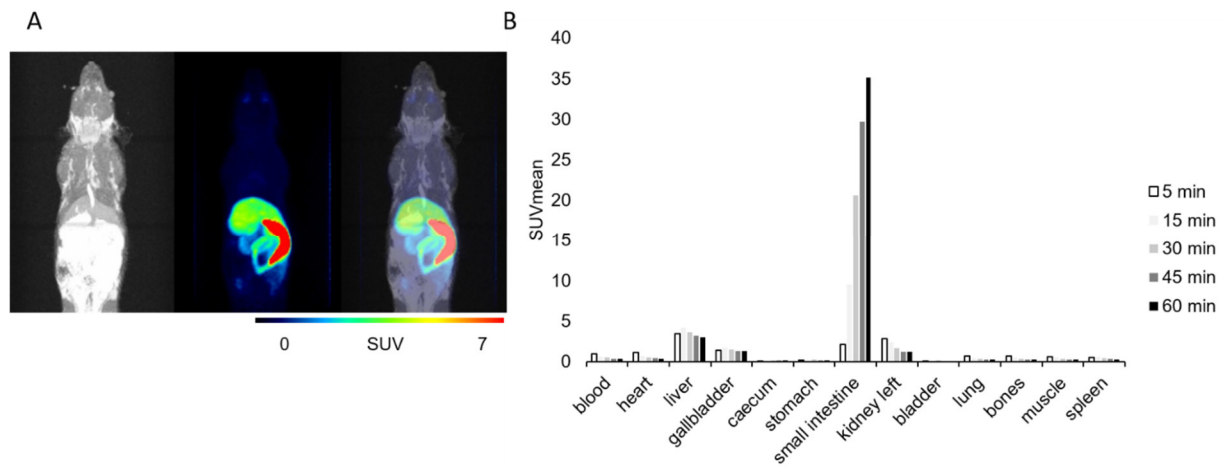 A
0 SUV 7
B
SUVmean
40
35
30
25
20
15
10
5
0
blood
heart
liver
gallbladder
caecum
stomach
small intestine
kidney left
bladder
lung
bones
muscle
spleen
5 min
15 min
30 min
45 min
60 min